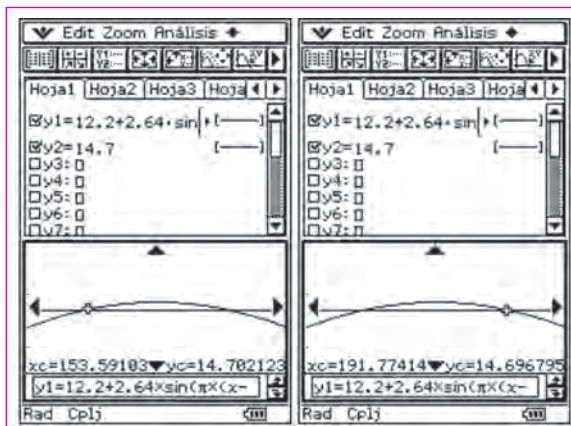 Edit Zoom Análisis
Hoja1 Hoja2 Hoja3 Hoja
y1=12.2+2.64·sin
y2=14.7
y3:
y4:
y5:
y6:
y7:
xc=153.59103 yc=14.702123
y1=12.2+2.64×sin(π×(x-
Rad Cplj
Edit Zoom Análisis
Hoja1 Hoja2 Hoja3 Hoja
y1=12.2+2.64·sin
y2=14.7
y3:
y4:
y5:
y6:
y7:
xc=191.77414 yc=14.696795
y1=12.2+2.64×sin(π×(x-
Rad Cplj